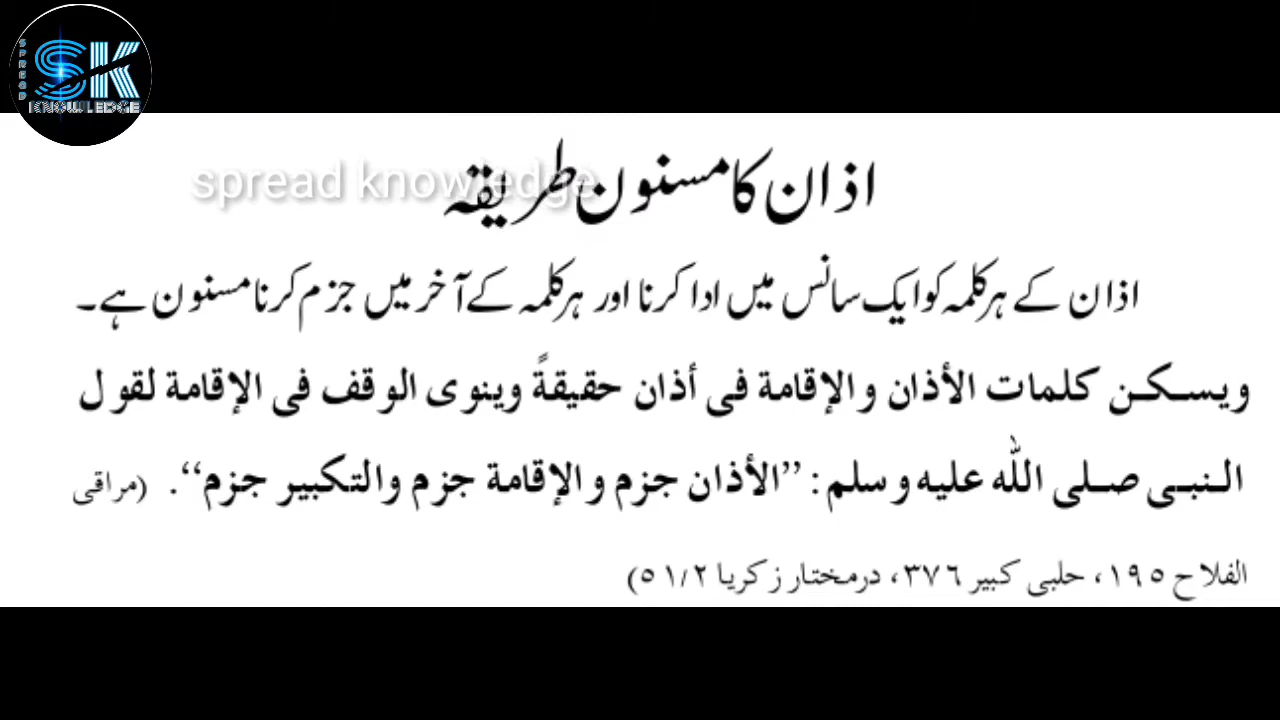 SPREAD
SK
KNOWLEDGE
spread knowledge
اذان کا مسنون طریقہ
اذان کے ہر کلمہ کو ایک سانس میں ادا کرنا اور ہر کلمہ کے آخر میں جزم کرنا مسنون ہے۔
ویسکن کلمات الأذان والإقامة فی أذان حقیقةً وینوی الوقف فی الإقامة لقول
النبی صلی اللہ علیہ وسلم: ”الأذان جزم والإقامة جزم والتکبیر جزم“. (مراقی
الفلاح ۱۹۵، حلبی کبیر ۳۷٦، درمختار زکریا ۵۱/۲)